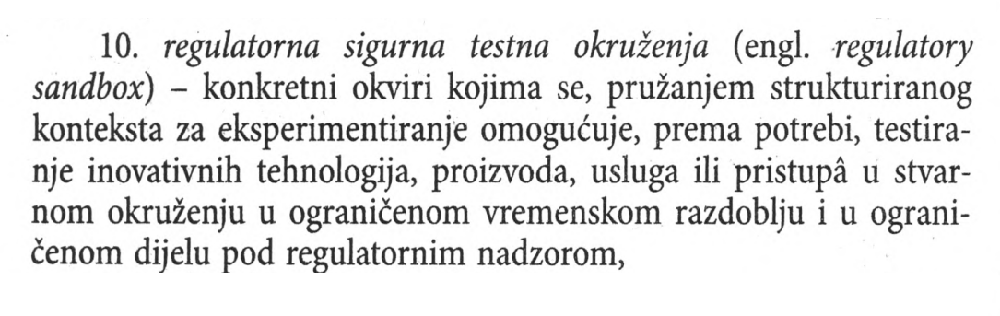 10. regulatorna sigurna testna okruženja (engl. regulatory
sandbox) – konkretni okviri kojima se, pružanjem strukturiranog
konteksta za eksperimentiranje omogućuje, prema potrebi, testira-
nje inovativnih tehnologija, proizvoda, usluga ili pristupâ u stvar-
nom okruženju u ograničenom vremenskom razdoblju i u ograni-
čenom dijelu pod regulatornim nadzorom,